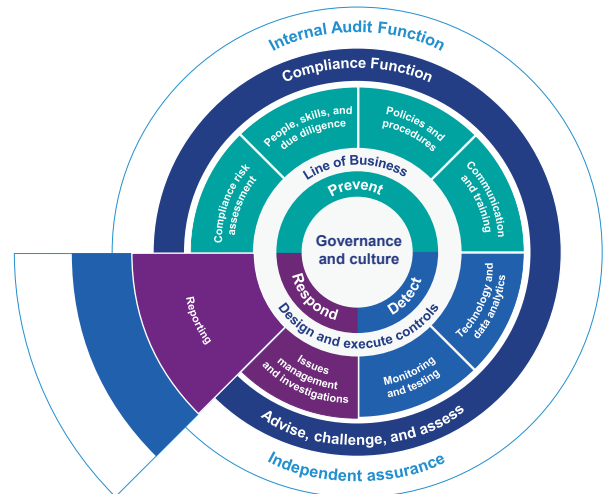 Internal Audit Function
Compliance Function
People, skills, and
due diligence
Policies and
procedures
Compliance risk
assessment
Line of Business
Prevent
Communication
and training
Governance
and culture
Reporting
Respond
Detect
Technology and
data analytics
Design and execute controls
Issues
management
and investigations
Monitoring
and testing
Advise, challenge, and assess
Independent assurance